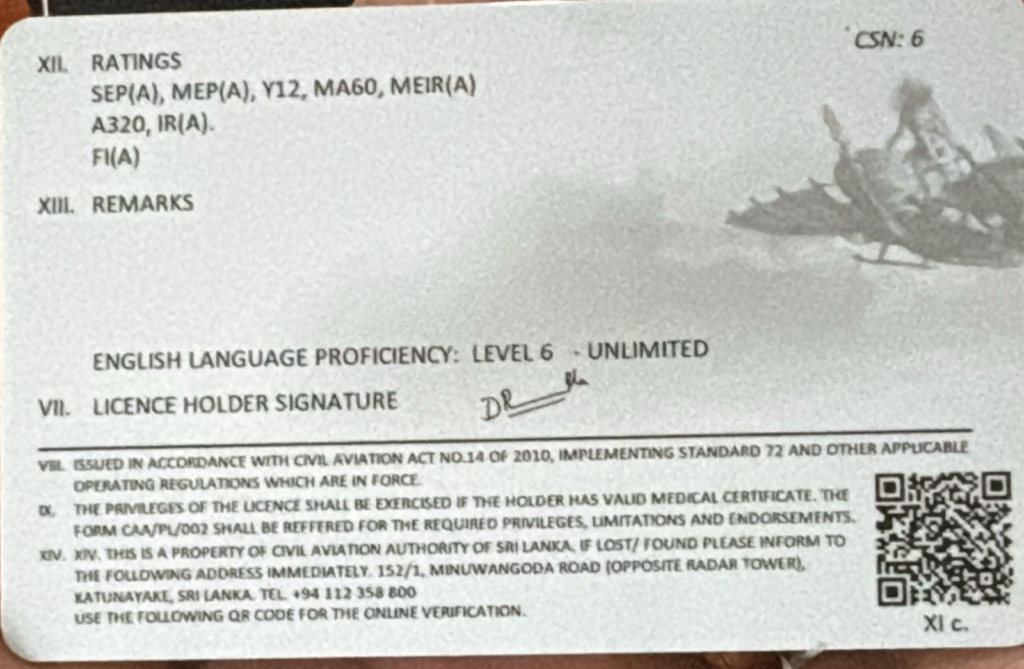 CSN: 6
XII. RATINGS
SEP(A), MEP(A), Y12, MA60, MEIR(A)
A320, IR(A).
FI(A)
XIII. REMARKS
ENGLISH LANGUAGE PROFICIENCY: LEVEL 6 - UNLIMITED
VII. LICENCE HOLDER SIGNATURE
VIII. ISSUED IN ACCORDANCE WITH CIVIL AVIATION ACT NO.14 OF 2010, IMPLEMENTING STANDARD 72 AND OTHER APPLICABLE
OPERATING REGULATIONS WHICH ARE IN FORCE.
IX. THE PRIVILEGES OF THE LICENCE SHALL BE EXERCISED IF THE HOLDER HAS VALID MEDICAL CERTIFICATE. THE
FORM CAA/PL/002 SHALL BE REFFERED FOR THE REQUIRED PRIVILEGES, LIMITATIONS AND ENDORSEMENTS.
XIV. XIV. THIS IS A PROPERTY OF CIVIL AVIATION AUTHORITY OF SRI LANKA. IF LOST/ FOUND PLEASE INFORM TO
THE FOLLOWING ADDRESS IMMEDIATELY. 152/1, MINUWANGODA ROAD (OPPOSITE RADAR TOWER),
KATUNAYAKE, SRI LANKA. TEL. +94 112 358 800
USE THE FOLLOWING QR CODE FOR THE ONLINE VERIFICATION.
XI c.